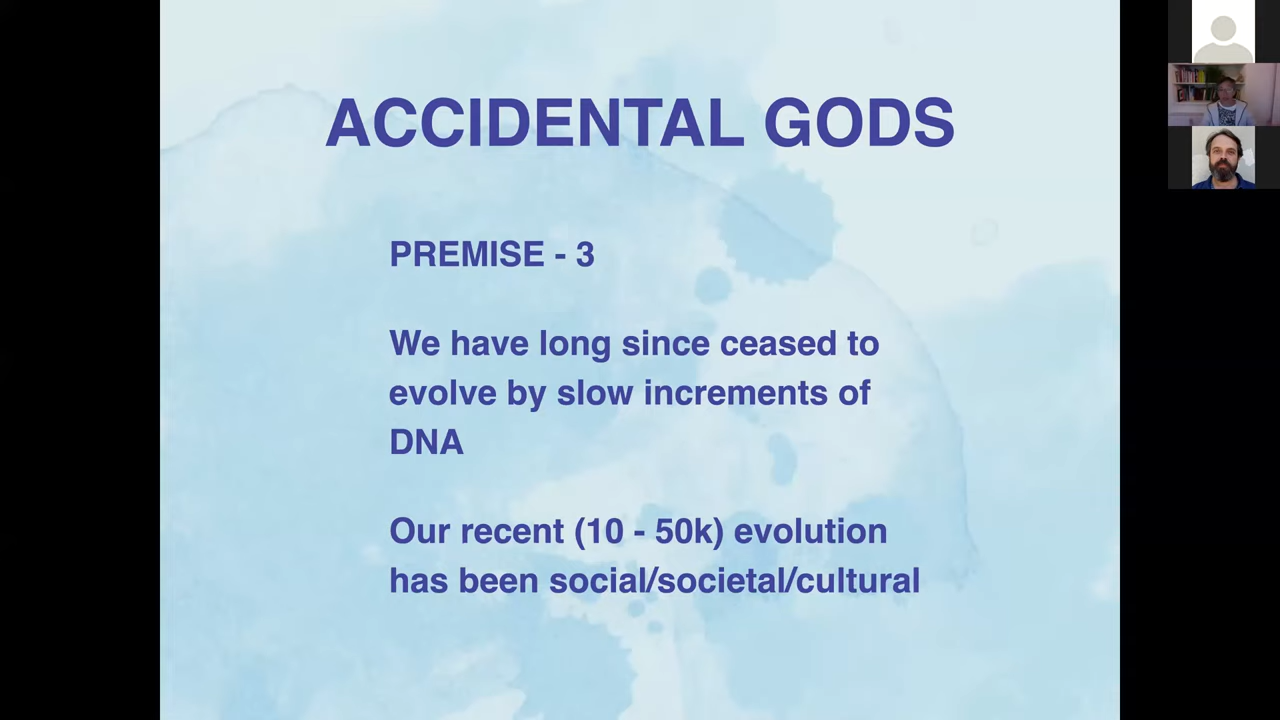 ACCIDENTAL GODS
PREMISE - 3
We have long since ceased to
evolve by slow increments of
DNA
Our recent (10 - 50k) evolution
has been social/societal/cultural